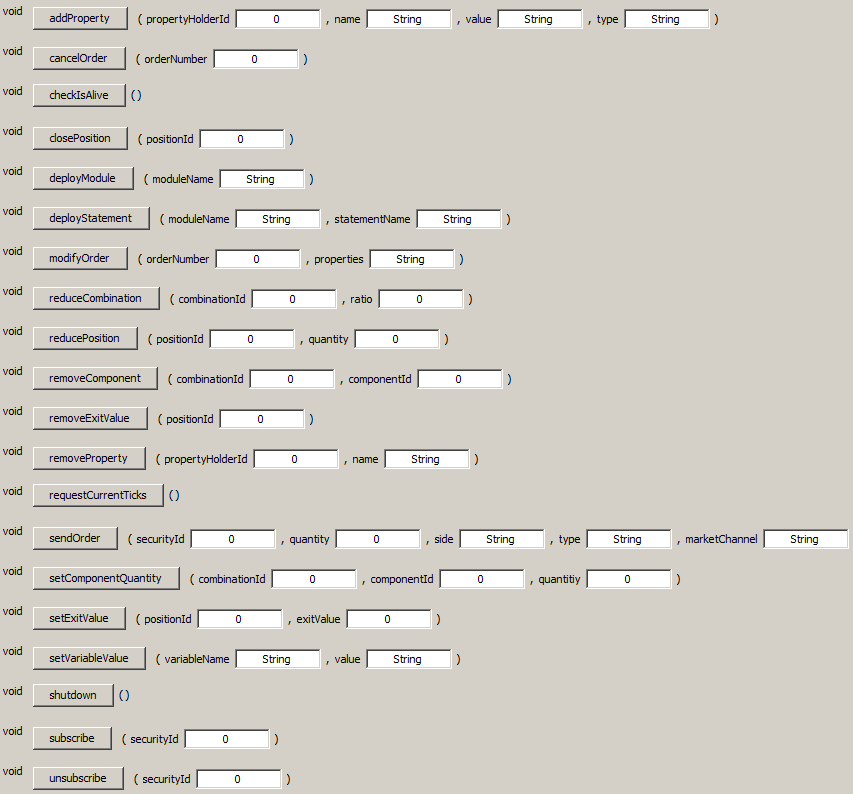 void addProperty ( propertyHolderId 0 , name String , value String , type String )
void cancelOrder ( orderNumber 0 )
void checkIsAlive ()
void closePosition ( positionId 0 )
void deployModule ( moduleName String )
void deployStatement ( moduleName String , statementName String )
void modifyOrder ( orderNumber 0 , properties String )
void reduceCombination ( combinationId 0 , ratio 0 )
void reducePosition ( positionId 0 , quantity 0 )
void removeComponent ( combinationId 0 , componentId 0 )
void removeExitValue ( positionId 0 )
void removeProperty ( propertyHolderId 0 , name String )
void requestCurrentTicks ()
void sendOrder ( securityId 0 , quantity 0 , side String , type String , marketChannel String
void setComponentQuantity ( combinationId 0 , componentId 0 , quantitiy 0 )
void setExitValue ( positionId 0 , exitValue 0 )
void setVariableValue ( variableName String , value String )
void shutdown ()
void subscribe ( securityId 0 )
void unsubscribe ( securityId 0 )